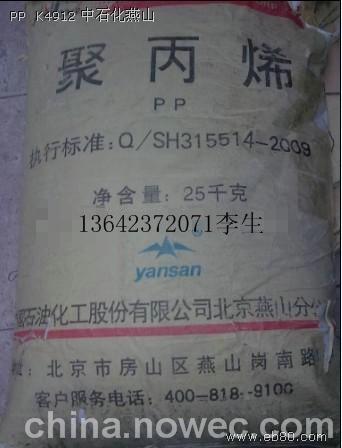 PP K4912 中石化燕山
聚丙烯
PP
执行标准:Q/SH315514-2009
净含量:25千克
13642372071李生
yansan
石油化工股份有限公司北京燕山分
北京市房山区燕山岗南路
客户服务电话:400-818-9100
china.nowec.com
www.eb80.com